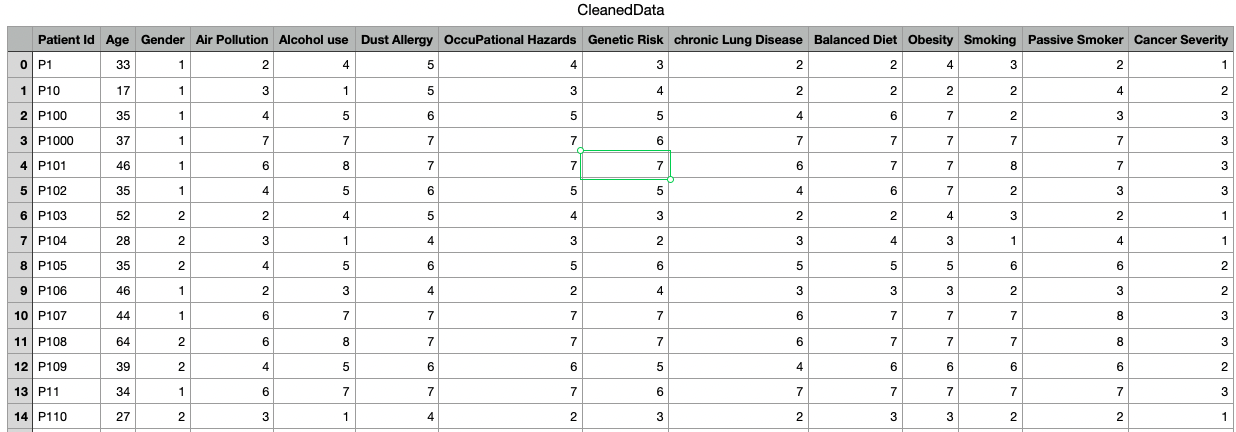 CleanedData
Patient Id Age Gender Air Pollution Alcohol use Dust Allergy OccuPational Hazards Genetic Risk chronic Lung Disease Balanced Diet Obesity Smoking Passive Smoker Cancer Severity
0 P1 33 1 2 4 5 4 3 2 2 4 3 2 1
1 P10 17 1 3 1 5 3 4 2 2 2 2 4 2
2 P100 35 1 4 5 6 5 5 4 6 7 2 3 3
3 P1000 37 1 7 7 7 7 6 7 7 7 7 7 3
4 P101 46 1 6 8 7 7 7 6 7 7 8 7 3
5 P102 35 1 4 5 6 5 5 4 6 7 2 3 3
6 P103 52 2 2 4 5 4 3 2 2 4 3 2 1
7 P104 28 2 3 1 4 3 2 3 4 3 1 4 1
8 P105 35 2 4 5 6 5 6 5 5 5 6 6 2
9 P106 46 1 2 3 4 2 4 3 3 3 2 3 2
10 P107 44 1 6 7 7 7 7 6 7 7 7 8 3
11 P108 64 2 6 8 7 7 7 6 7 7 7 8 3
12 P109 39 2 4 5 6 6 5 4 6 6 6 6 2
13 P11 34 1 6 7 7 7 6 7 7 7 7 7 3
14 P110 27 2 3 1 4 2 3 2 3 3 2 2 1